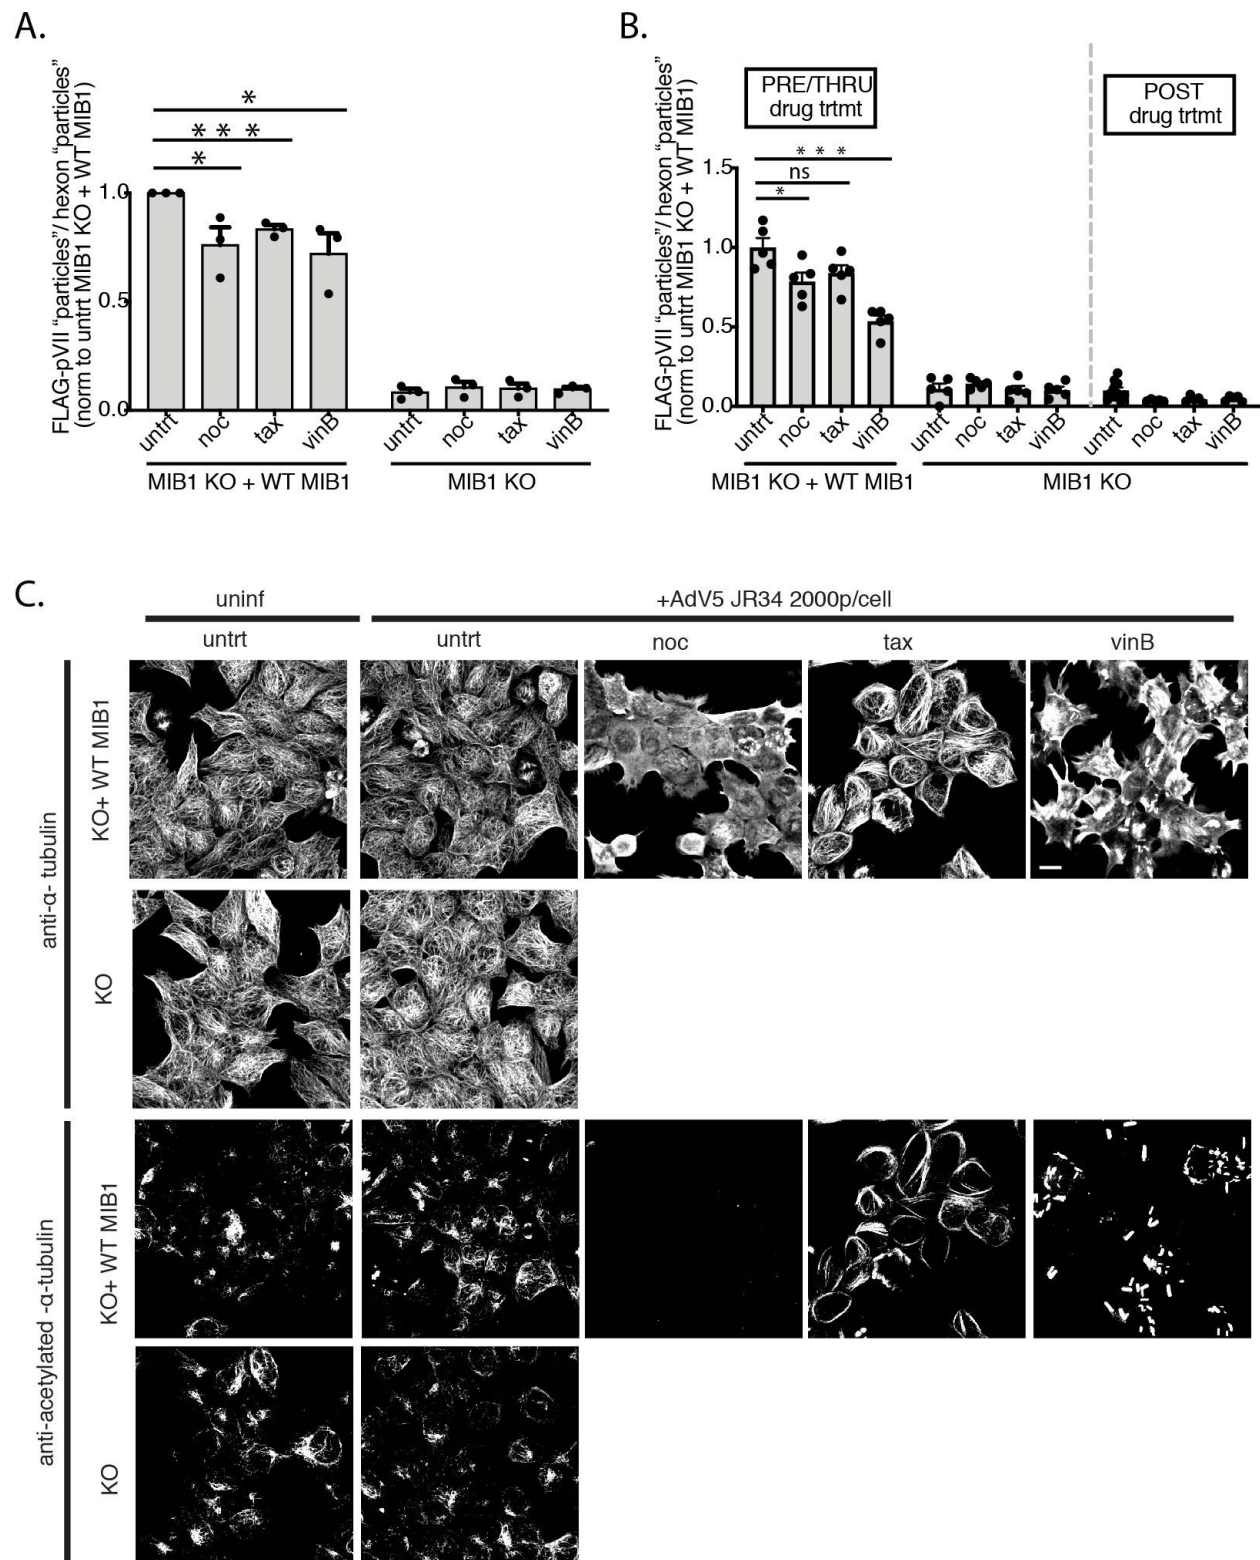 A.
FLAG-pVII “particles”/ hexon “particles”
(norm to untrt MIB1 KO + WT MIB1)
*
* * *
*
1.0
0.5
0.0
untrt
noc
tax
vinB
untrt
noc
tax
vinB
MIB1 KO + WT MIB1
MIB1 KO
B.
FLAG-pVII “particles”/ hexon “particles”
(norm to untrt MIB1 KO + WT MIB1)
PRE/THRU
drug trtmt
POST
drug trtmt
* * *
ns
*
1.5
1.0
0.5
0.0
untrt
noc
tax
vinB
untrt
noc
tax
vinB
untrt
noc
tax
vinB
MIB1 KO + WT MIB1
MIB1 KO
C.
uninf
+AdV5 JR34 2000p/cell
untrt
untrt
noc
tax
vinB
anti-α- tubulin
KO+ WT MIB1
KO
anti-acetylated -α-tubulin
KO+ WT MIB1
KO